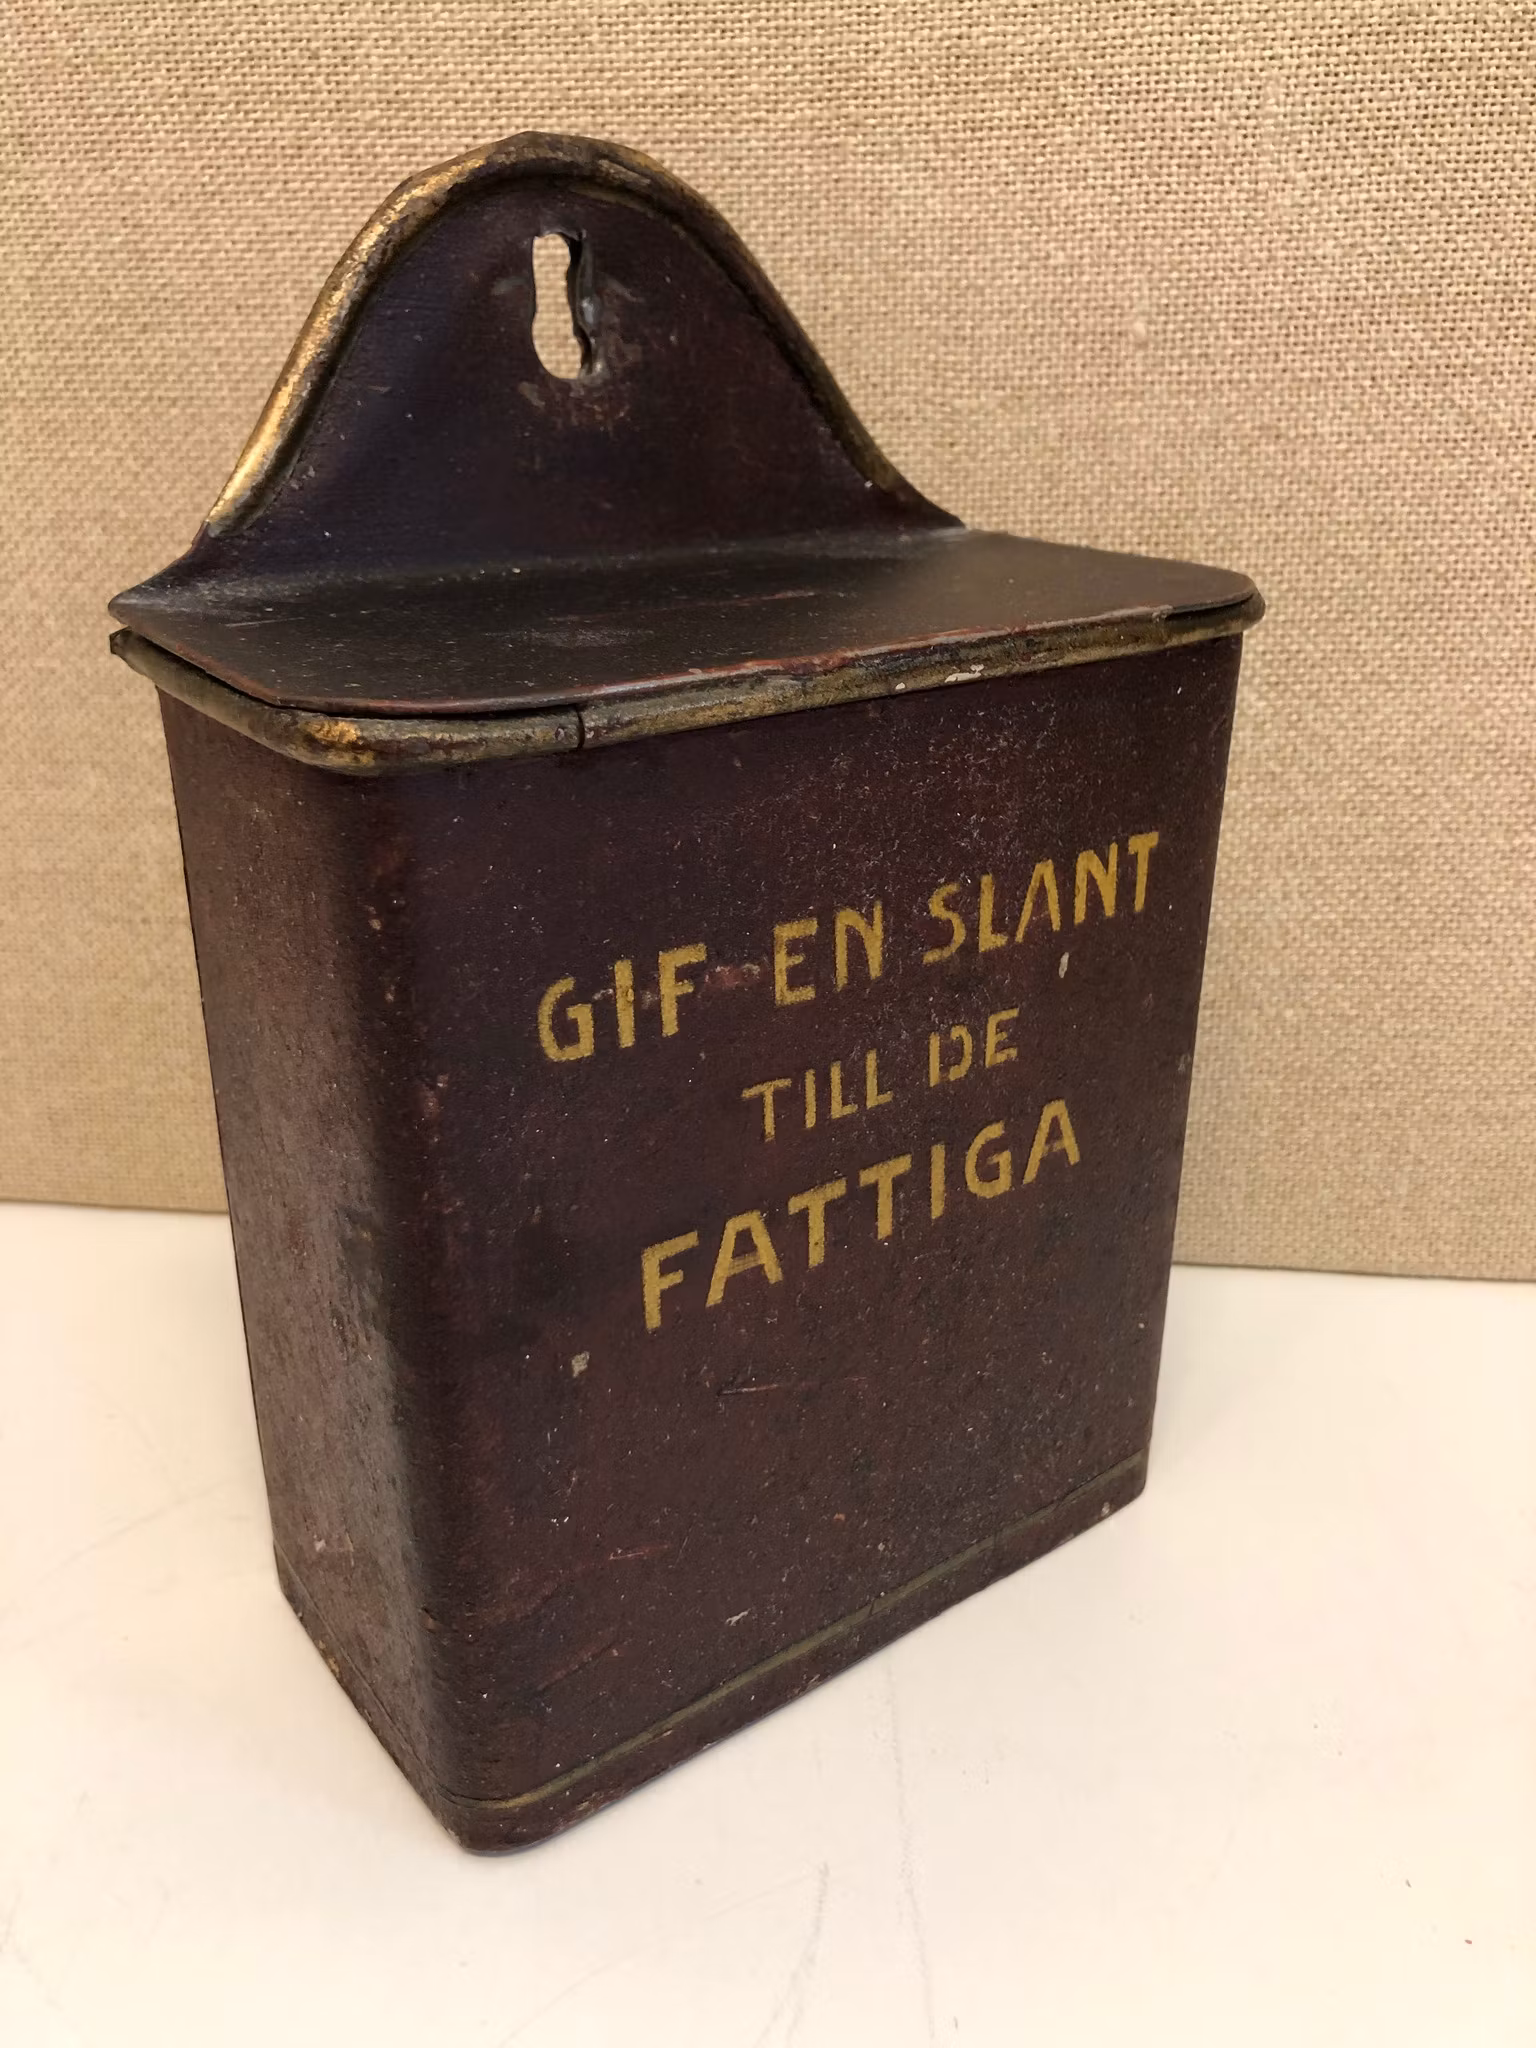 GIF EN SLANT
TILL DE
FATTIGA